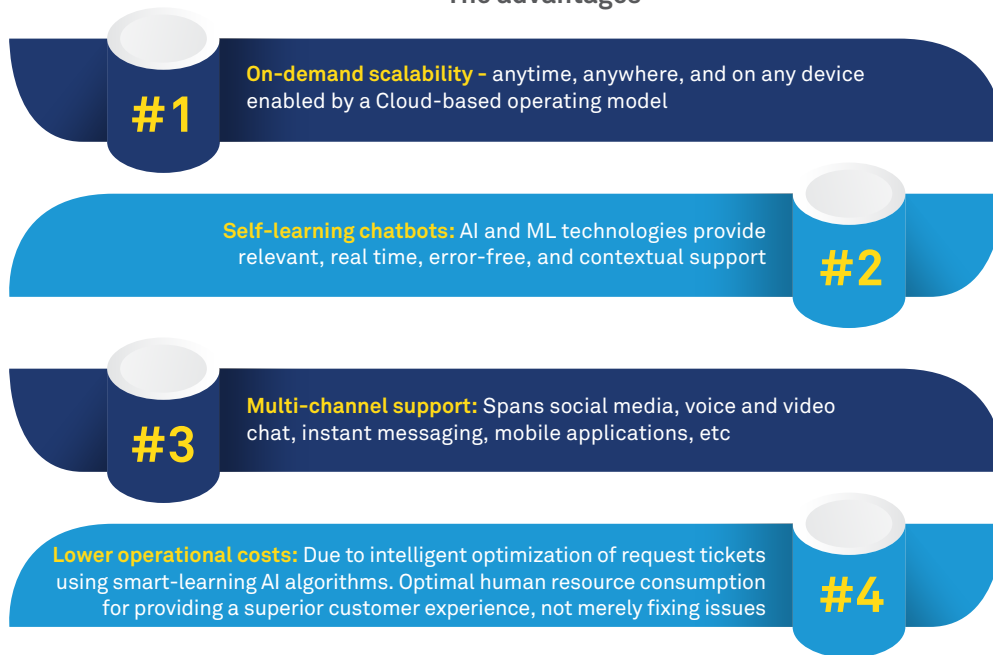 The advantages
#1
On-demand scalability - anytime, anywhere, and on any device
enabled by a Cloud-based operating model
Self-learning chatbots: AI and ML technologies provide
relevant, real time, error-free, and contextual support
#2
#3
Multi-channel support: Spans social media, voice and video
chat, instant messaging, mobile applications, etc
Lower operational costs: Due to intelligent optimization of request tickets
using smart-learning AI algorithms. Optimal human resource consumption
for providing a superior customer experience, not merely fixing issues
#4